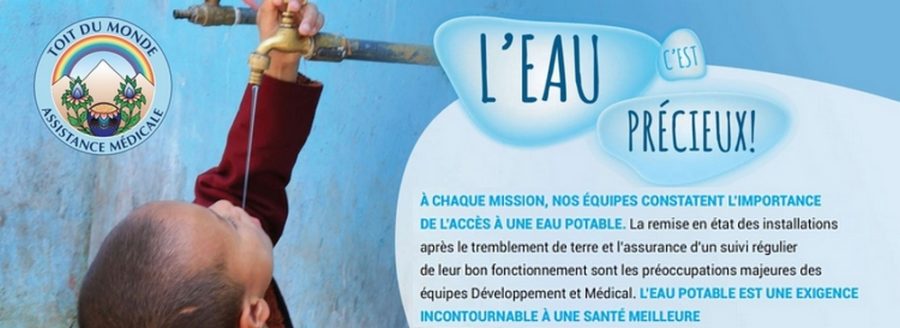 TOIT DU MONDE
ASSISTANCE MÉDICALE
L'EAU
C'EST
PRÉCIEUX!
À CHAQUE MISSION, NOS ÉQUIPES CONSTATENT L'IMPORTANCE
DE L'ACCÈS À UNE EAU POTABLE. La remise en état des installations
après le tremblement de terre et l'assurance d'un suivi régulier
de leur bon fonctionnement sont les préoccupations majeures des
équipes Développement et Médical. L'EAU POTABLE EST UNE EXIGENCE
INCONTOURNABLE À UNE SANTÉ MEILLEURE